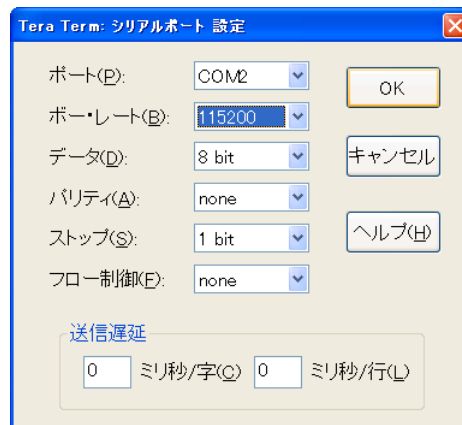 Tera Term: シリアルポート 設定
ポート(P): COM2
OK
ボー・レート(B): 115200
データ(D): 8 bit
キャンセル
パリティ(A): none
ストップ(S): 1 bit
ヘルプ(H)
フロー制御(F): none
送信遅延
0 ミリ秒/字(C) 0 ミリ秒/行(L)